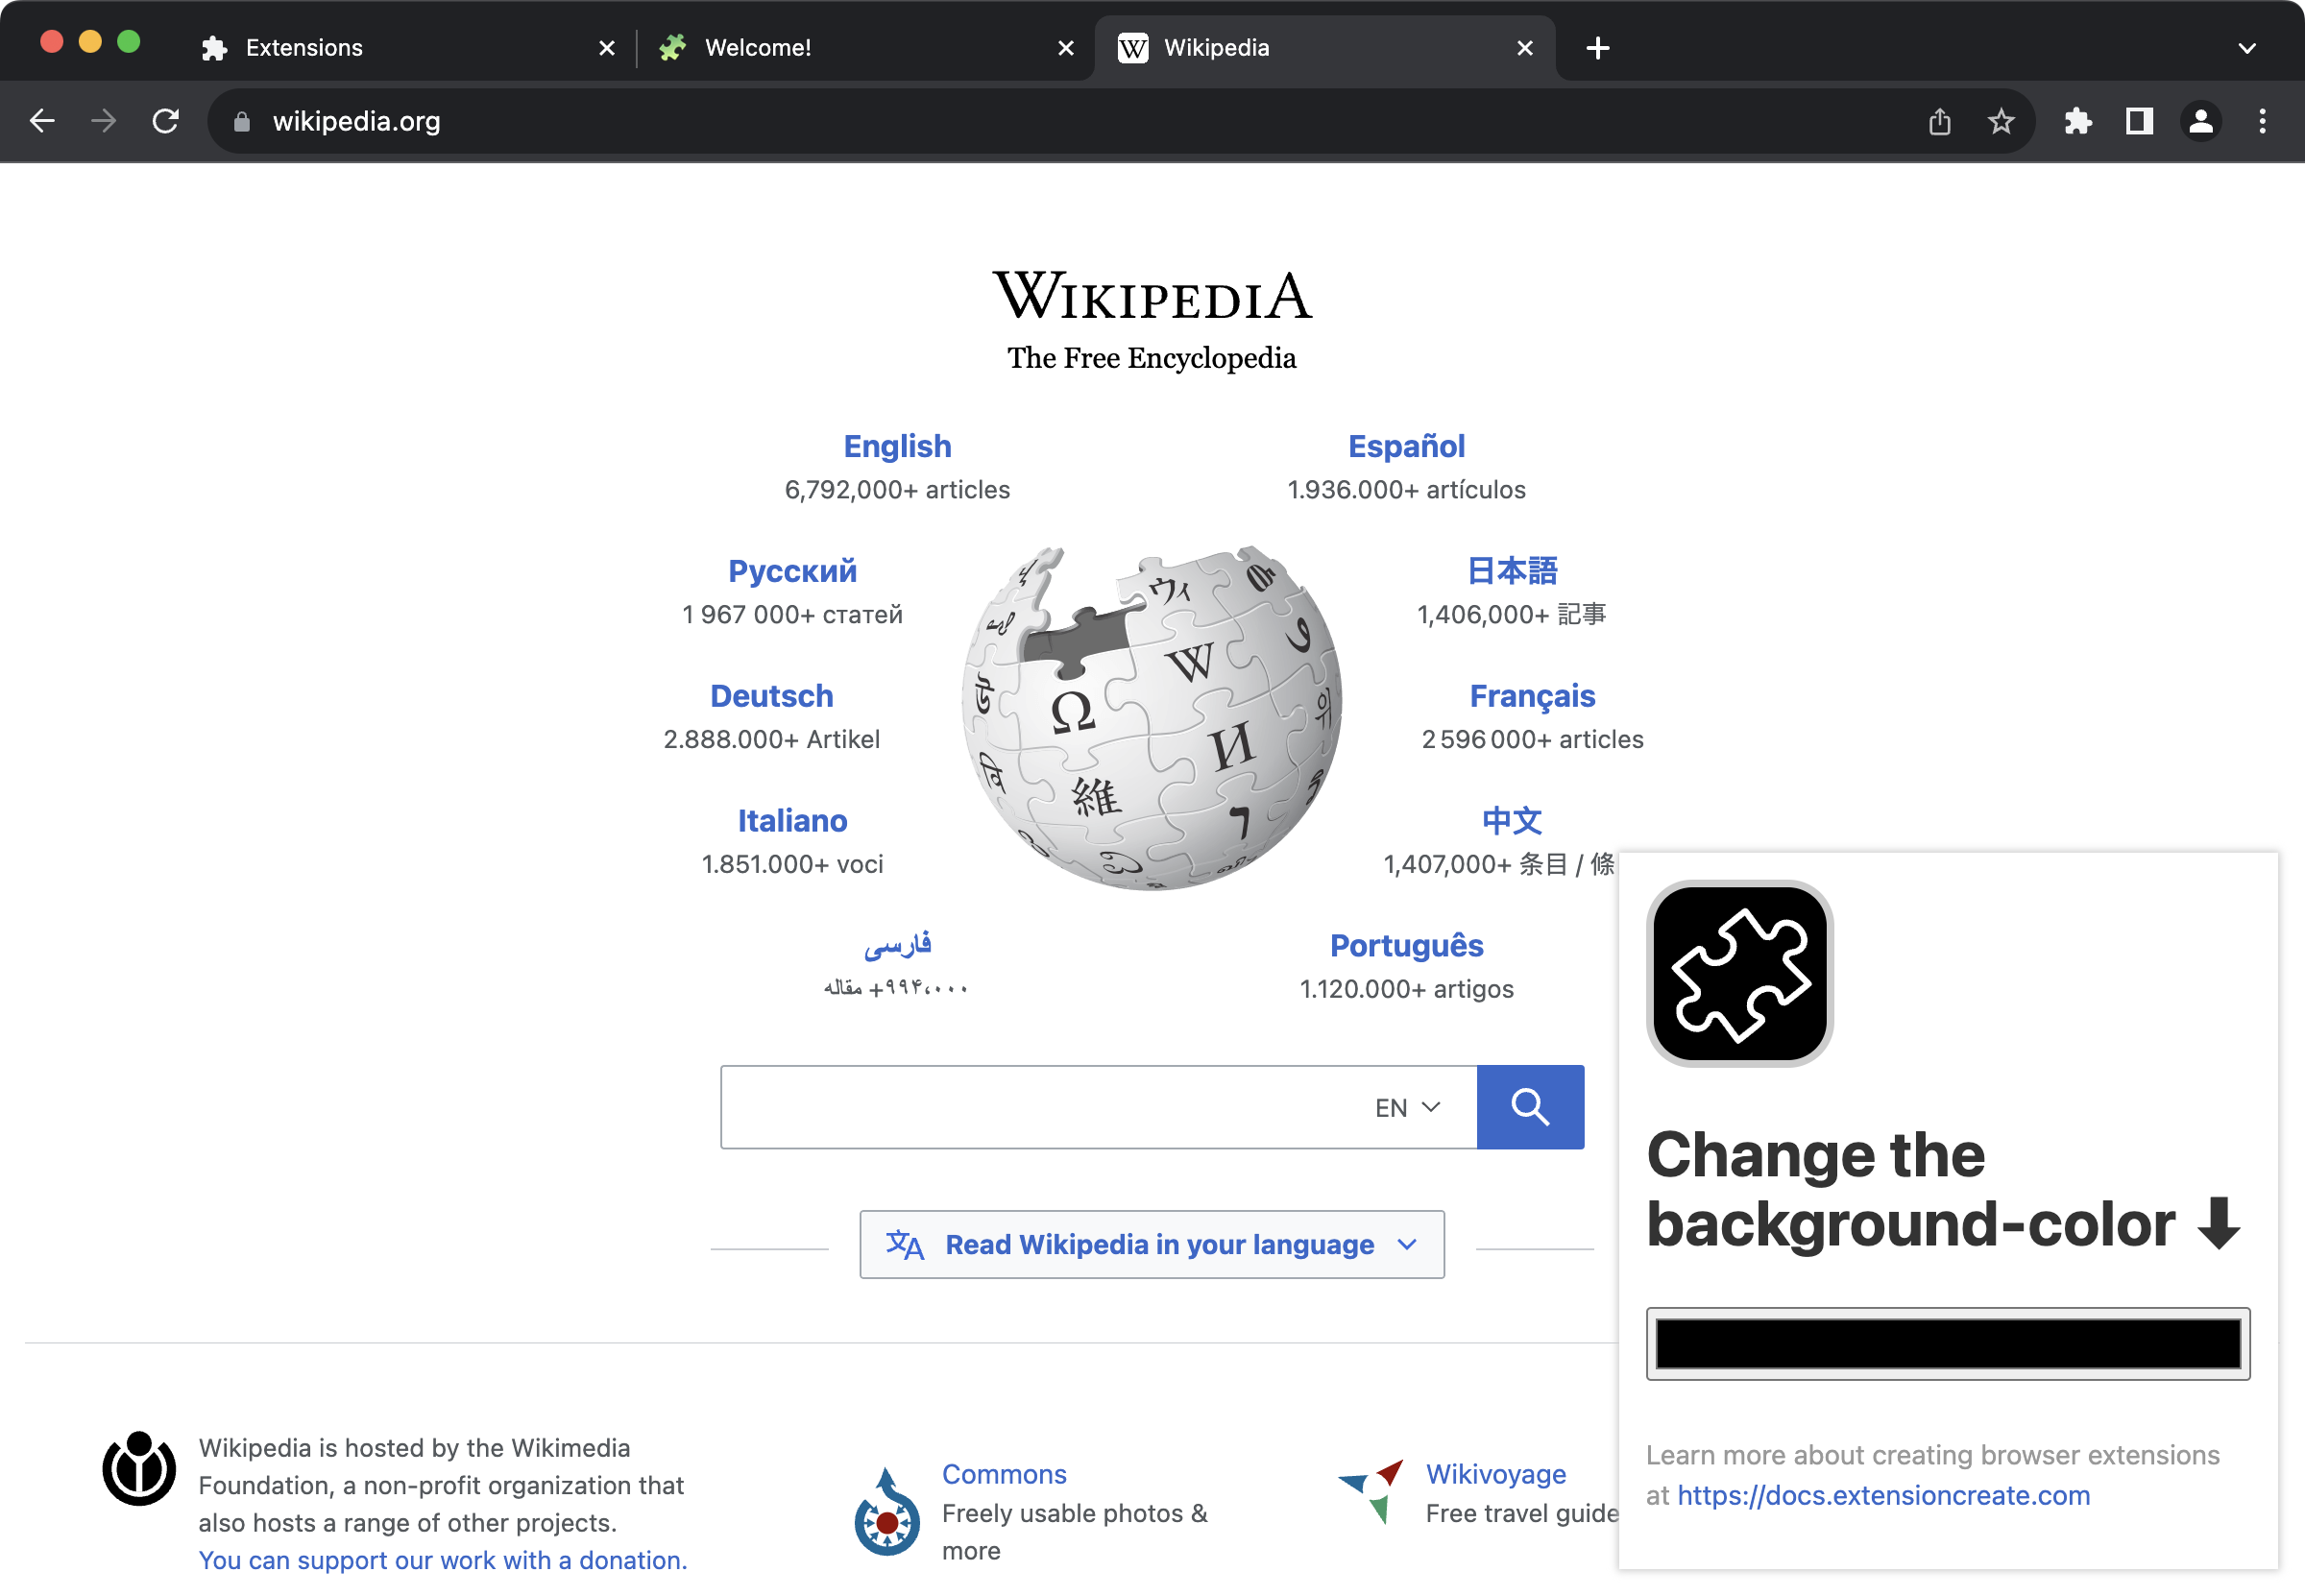 Extensions
Welcome!
Wikipedia
wikipedia.org
WIKIPEDIA
The Free Encyclopedia
English
6,792,000+ articles
Español
1.936.000+ artículos
Русский
1 967 000+ статей
日本語
1,406,000+ 記事
Deutsch
2.888.000+ Artikel
Français
2 596 000+ articles
Italiano
1.851.000+ voci
中文
1,407,000+ 条目 / 條
فارسی
۹۹۴٬۰۰۰+ مقاله
Português
1.120.000+ artigos
ウィ
W
Ω
И
維
EN
Read Wikipedia in your language
Wikipedia is hosted by the Wikimedia
Foundation, a non-profit organization that
also hosts a range of other projects.
You can support our work with a donation.
Commons
Freely usable photos &
more
Wikivoyage
Free travel guide
Change the
background-color ⬇
Learn more about creating browser extensions
at https://docs.extensioncreate.com